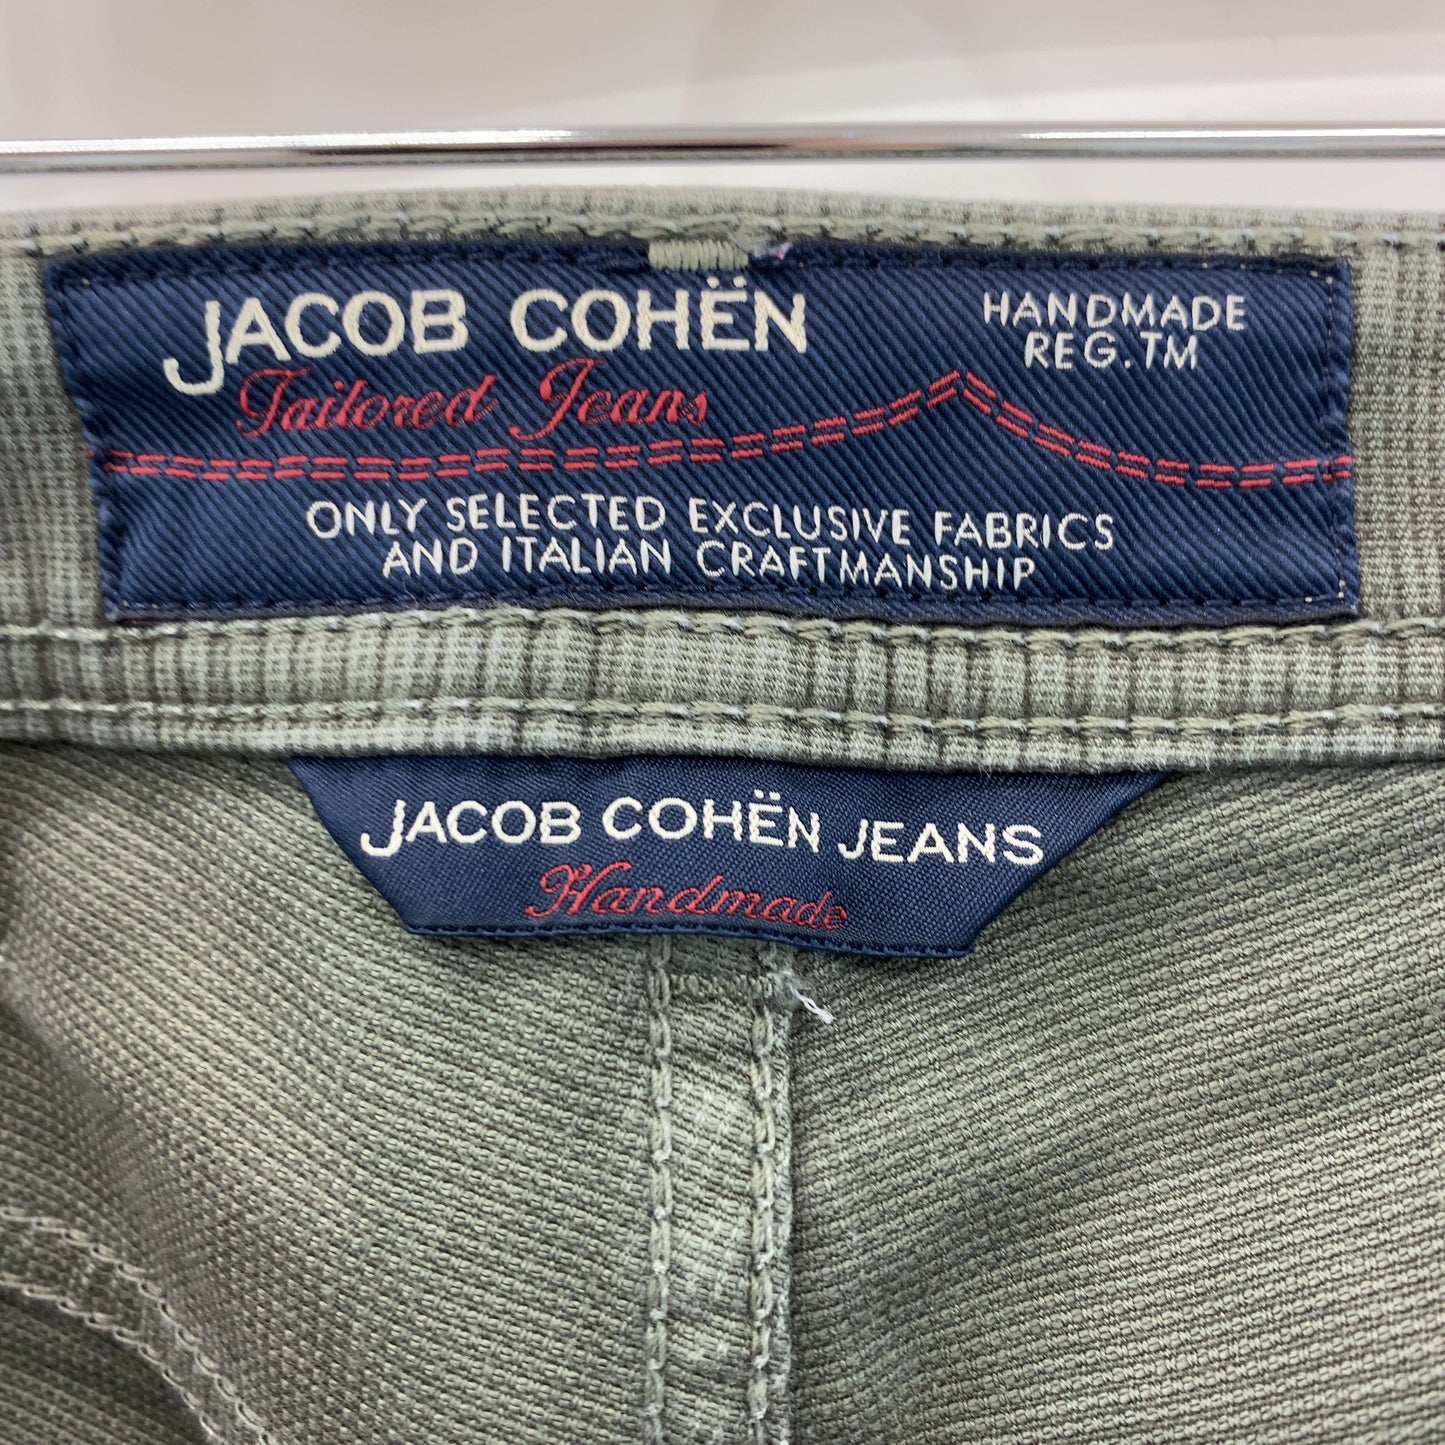 JACOB COHËN
HANDMADE
REG.TM
Tailored Jeans
ONLY SELECTED EXCLUSIVE FABRICS
AND ITALIAN CRAFTMANSHIP
JACOB COHËN JEANS
Handmade